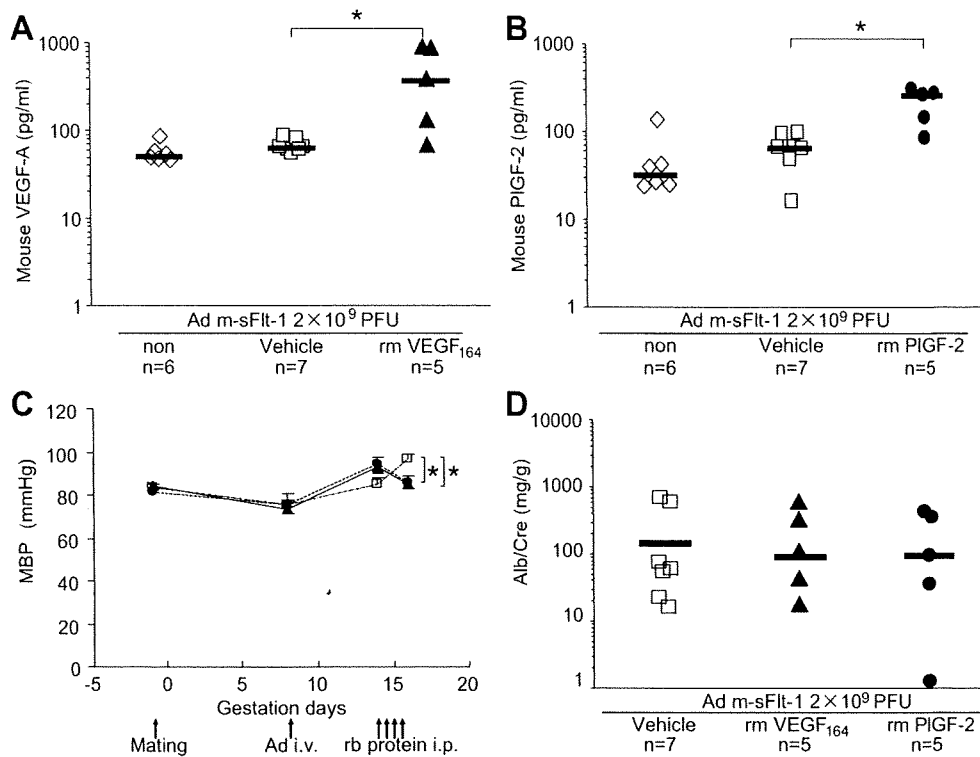 A
*
1000
100
10
1
Mouse VEGF-A (pg/ml)
Ad m-sFlt-1 2×10⁹ PFU
non Vehicle rm VEGF₁₆₄
n=6 n=7 n=5
B
*
1000
100
10
1
Mouse PlGF-2 (pg/ml)
Ad m-sFlt-1 2×10⁹ PFU
non Vehicle rm PlGF-2
n=6 n=7 n=5
C
120
100
80
60
40
20
0
MBP (mmHg)
* *
-5 0 5 10 15 20
Gestation days
Mating Ad i.v. rb protein i.p.
D
10000
1000
100
10
1
Alb/Cre (mg/g)
Ad m-sFlt-1 2×10⁹ PFU
Vehicle rm VEGF₁₆₄ rm PlGF-2
n=7 n=5 n=5